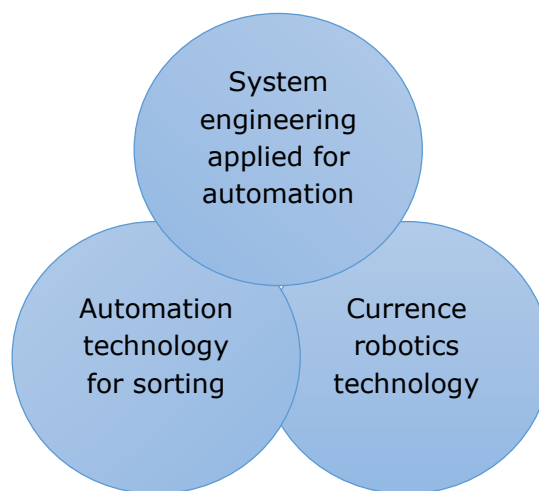 System
engineering
applied for
automation
Automation
technology
for sorting
Currence
robotics
technology